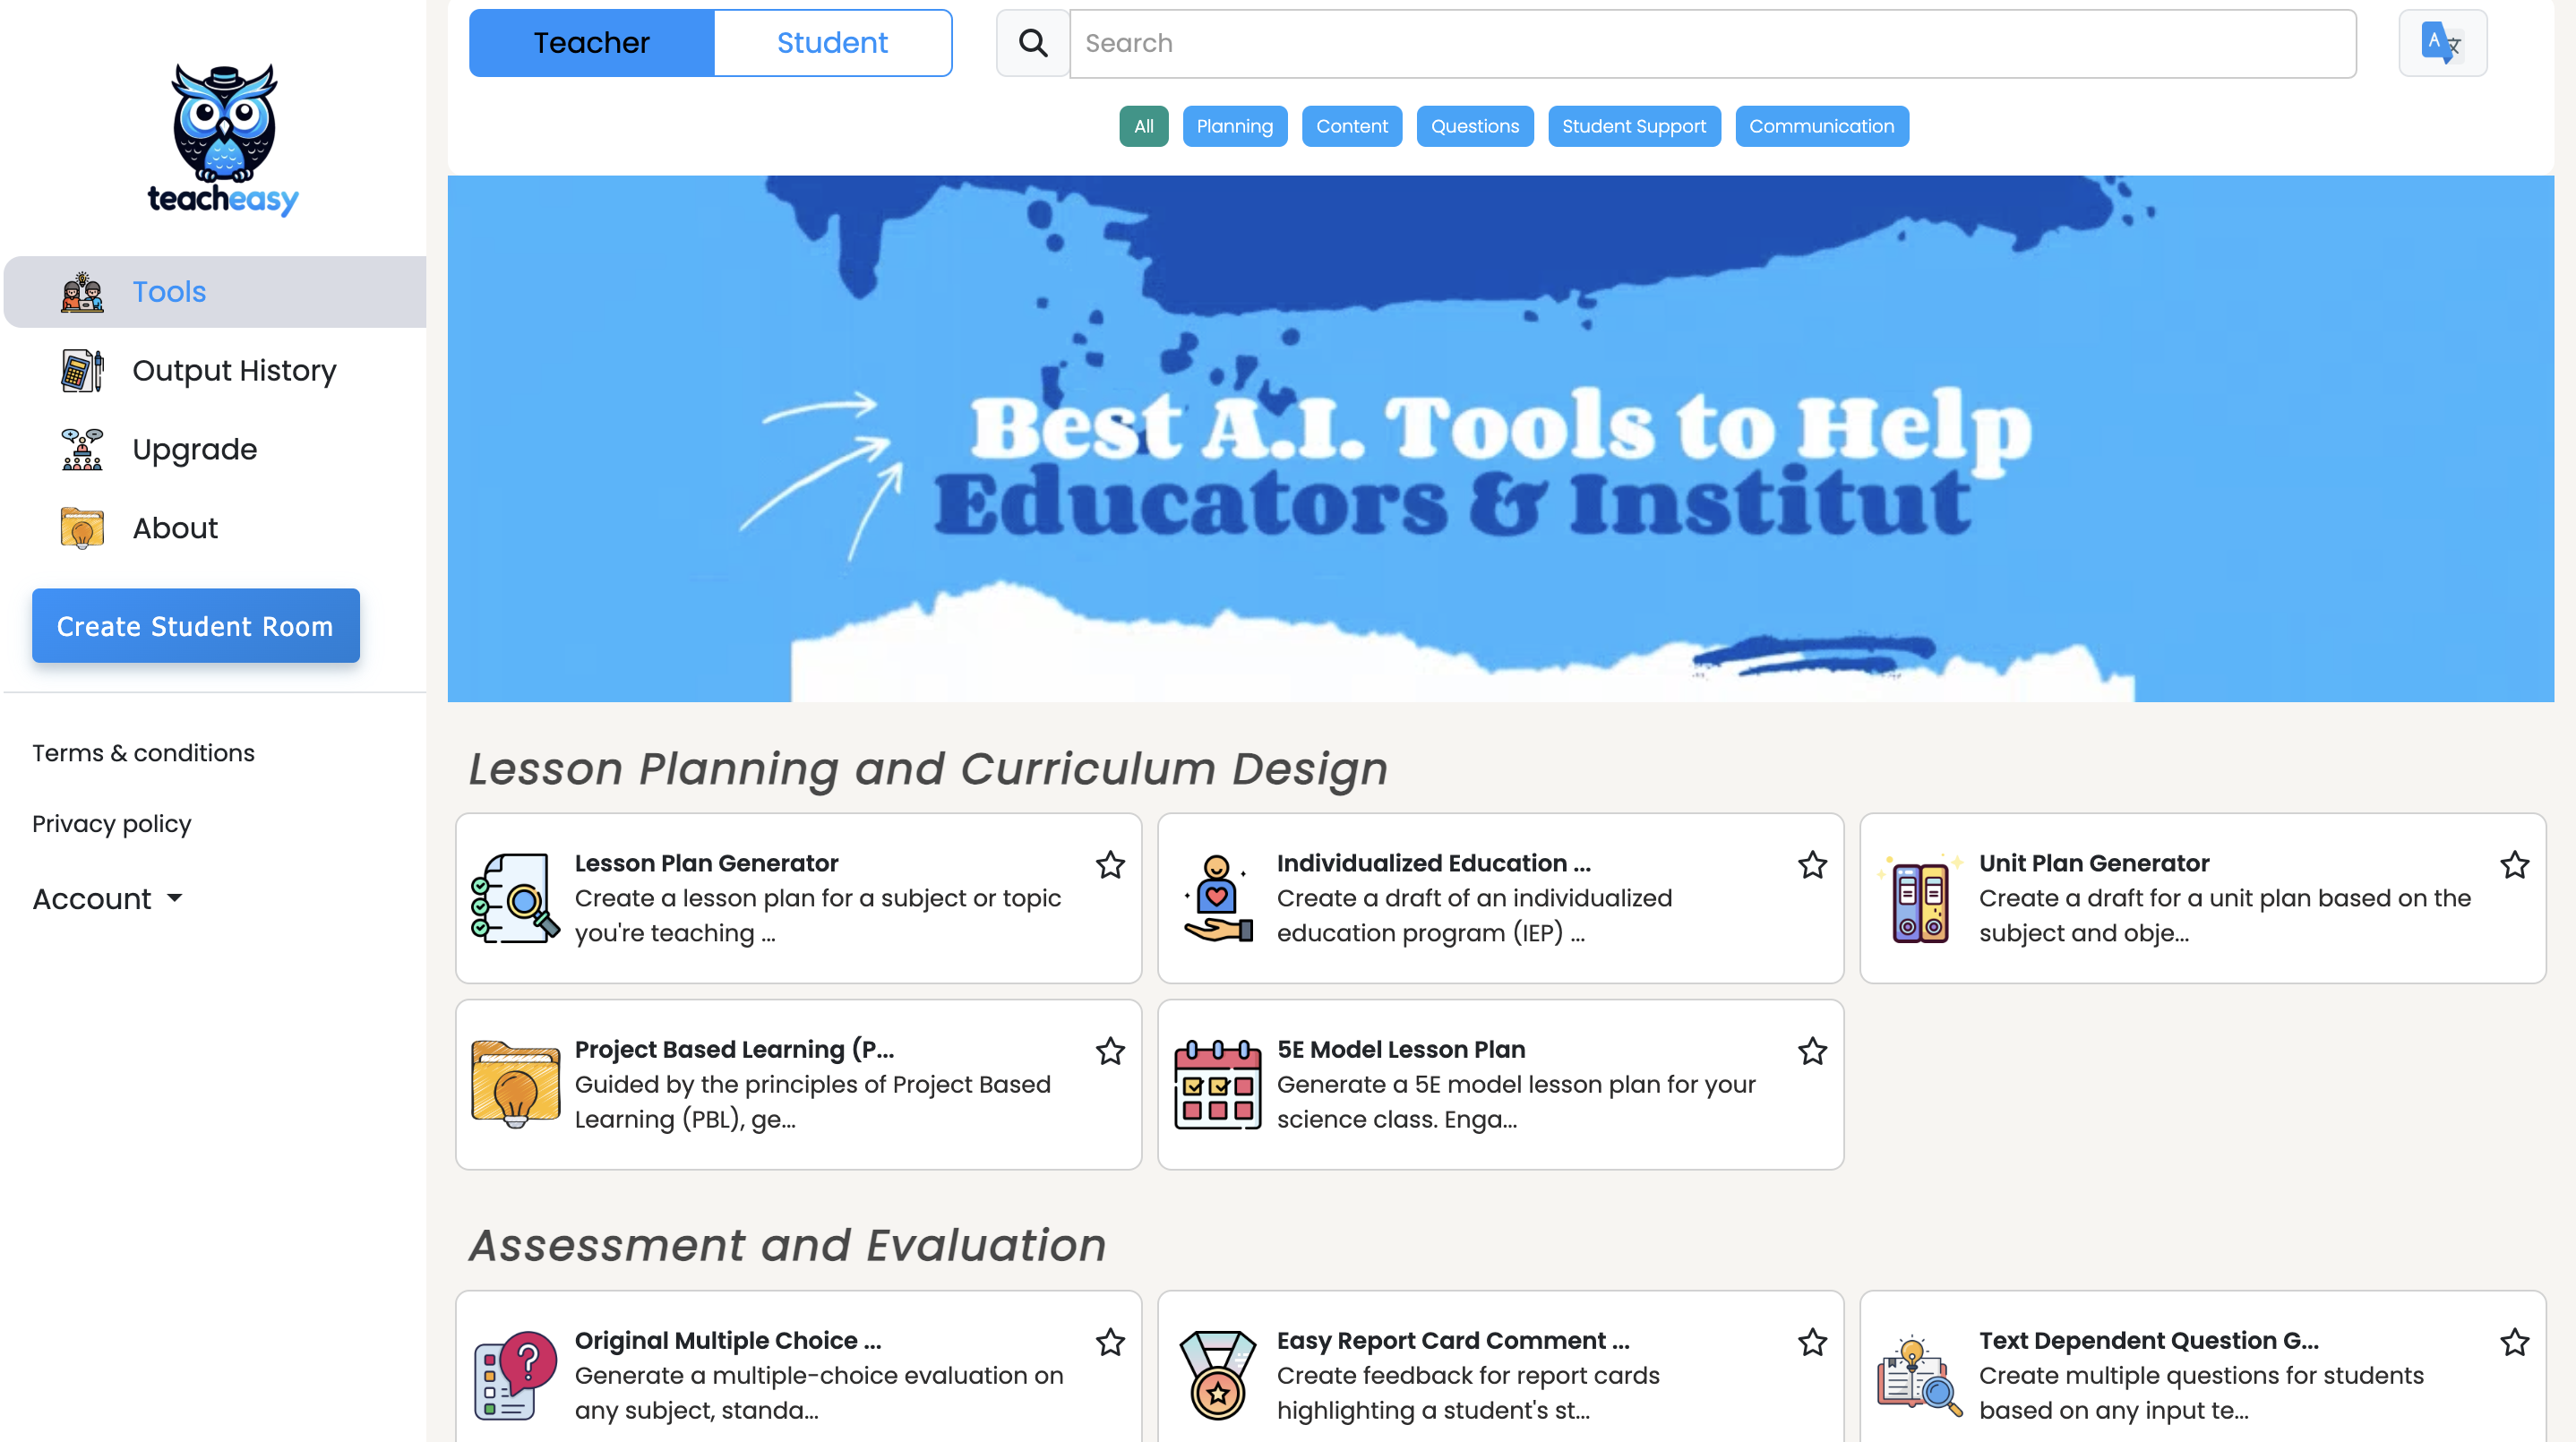 teacheasy
Tools
Output History
Upgrade
About
Create Student Room
Terms & conditions
Privacy policy
Account
Teacher
Student
Search
A 文
All
Planning
Content
Questions
Student Support
Communication
Best A.I. Tools to Help
Educators & Institut
Lesson Planning and Curriculum Design
Lesson Plan Generator
Create a lesson plan for a subject or topic
you're teaching ...
Individualized Education ...
Create a draft of an individualized
education program (IEP) ...
Unit Plan Generator
Create a draft for a unit plan based on the
subject and obje...
Project Based Learning (P...
Guided by the principles of Project Based
Learning (PBL), ge...
5E Model Lesson Plan
Generate a 5E model lesson plan for your
science class. Enga...
Assessment and Evaluation
Original Multiple Choice ...
Generate a multiple-choice evaluation on
any subject, standa...
Easy Report Card Comment ...
Create feedback for report cards
highlighting a student's st...
Text Dependent Question G...
Create multiple questions for students
based on any input te...